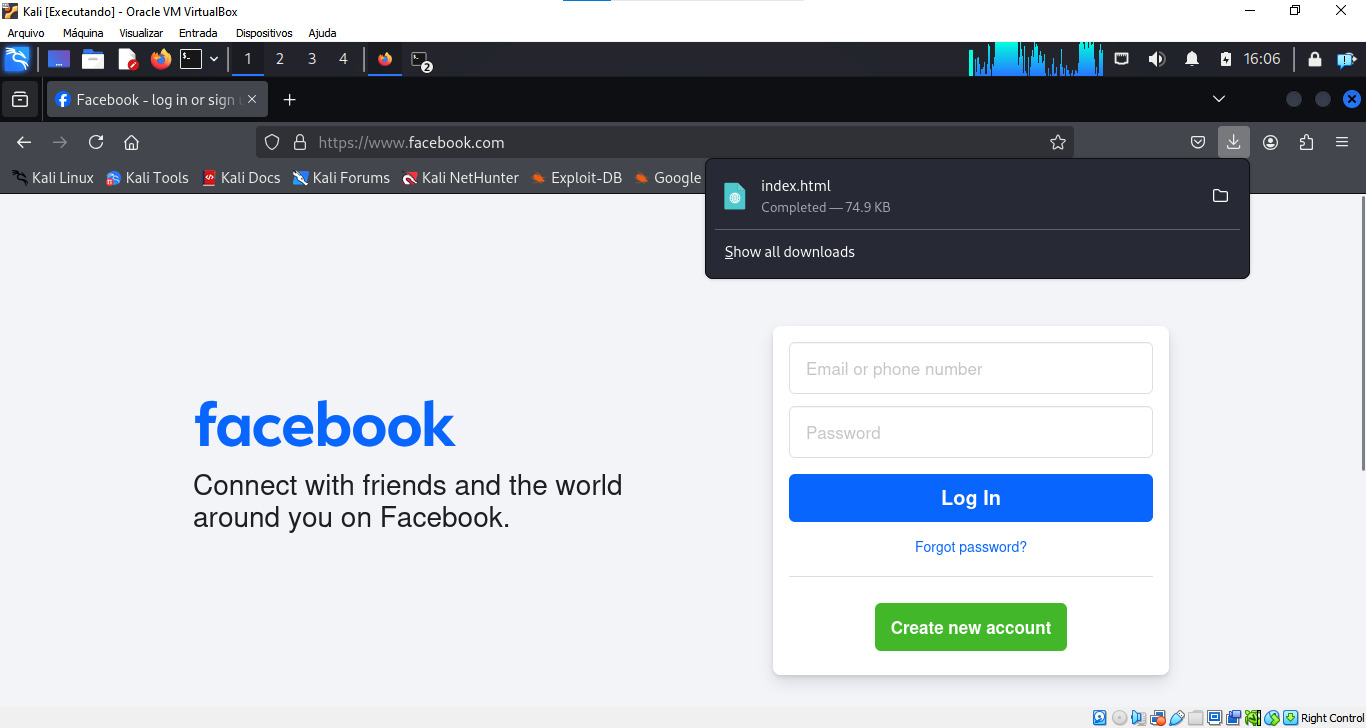 Kali [Executando] - Oracle VM VirtualBox
Arquivo Máquina Visualizar Entrada Dispositivos Ajuda
1 2 3 4 2 16:06
Facebook - log in or sign
https://www.facebook.com
Kali Linux Kali Tools Kali Docs Kali Forums Kali NetHunter Exploit-DB Google
index.html
Completed — 74.9 KB
Show all downloads
facebook
Connect with friends and the world
around you on Facebook.
Email or phone number
Password
Log In
Forgot password?
Create new account
Right Control